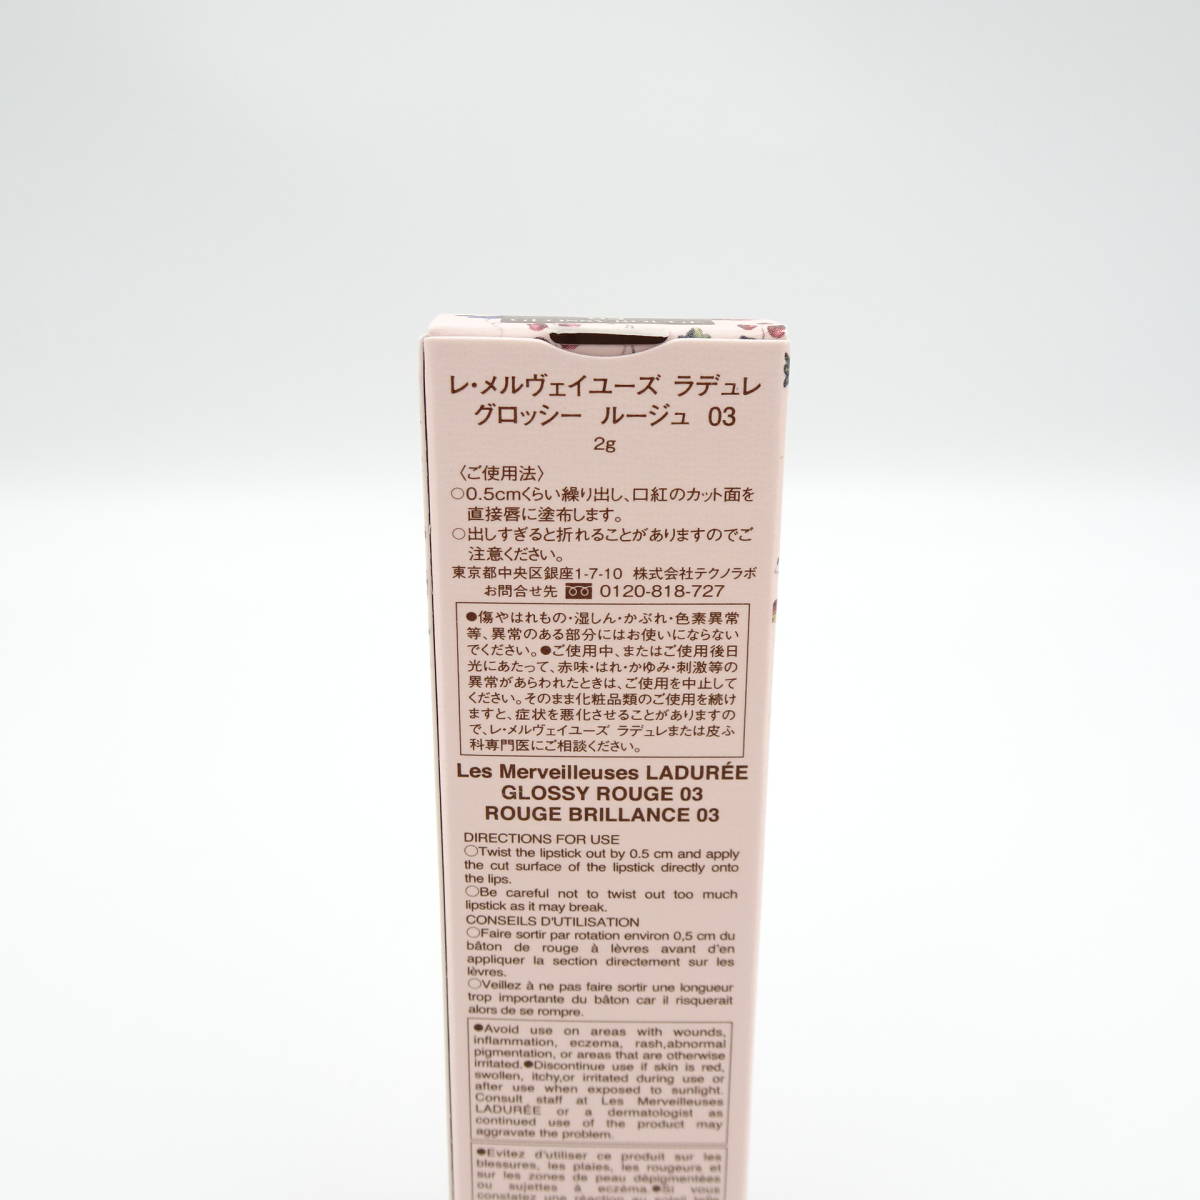 レ・メルヴェイユーズ ラデュレ
グロッシー ルージュ 03
2g
〈ご使用法〉
○0.5cmくらい繰り出し、口紅のカット面を
直接唇に塗布します。
○出しすぎると折れることがありますのでご
注意ください。
東京都中央区銀座1-7-10 株式会社テクノラボ
お問合せ先 0120-818-727
●傷やはれもの・湿しん・かぶれ・色素異常
等、異常のある部分にはお使いにならない
でください。●ご使用中、またはご使用後日
光にあたって、赤味・はれ・かゆみ・刺激等の
異常があらわれたときは、ご使用を中止して
ください。そのまま化粧品類のご使用を続け
ますと、症状を悪化させることがありますの
で、レ・メルヴェイユーズ ラデュレまたは皮ふ
科専門医にご相談ください。
Les Merveilleuses LADURÉE
GLOSSY ROUGE 03
ROUGE BRILLANCE 03
DIRECTIONS FOR USE
○Twist the lipstick out by 0.5 cm and apply
the cut surface of the lipstick directly onto
the lips.
○Be careful not to twist out too much
lipstick as it may break.
CONSEILS D'UTILISATION
○Faire sortir par rotation environ 0,5 cm du
bâton de rouge à lèvres avant d'en
appliquer la section directement sur les
lèvres.
○Veillez à ne pas faire sortir une longueur
trop importante du bâton car il risquerait
alors de se rompre.
●Avoid use on areas with wounds,
inflammation, eczema, rash,abnormal
pigmentation, or areas that are otherwise
irritated.●Discontinue use if skin is red,
swollen, itchy,or irritated during use or
after use when exposed to sunlight.
Consult staff at Les Merveilleuses
LADURÉE or a dermatologist as
continued use of the product may
aggravate the problem.
●Evitez d'utiliser ce produit sur les
blessures, les plaies, les rougeurs et
sur les zones de peau dépigmentées
ou sujettes à eczéma.●Si vous
constatez une réaction au soleil